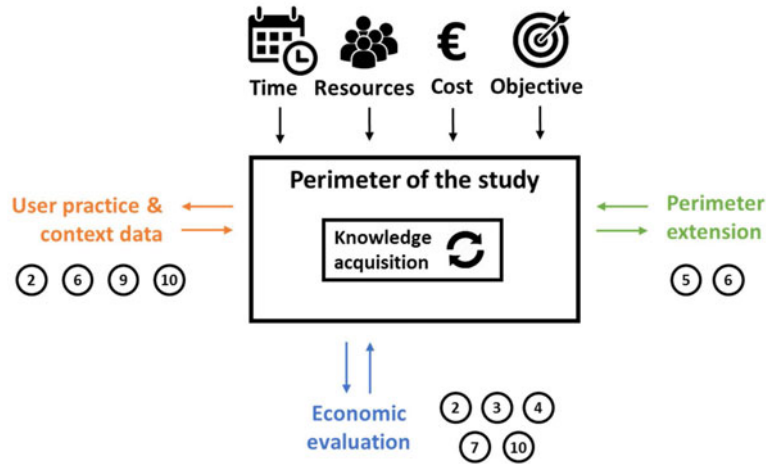 €
Time Resources Cost Objective
Perimeter of the study
User practice &
context data
2 6 9 10
Knowledge
acquisition
Perimeter
extension
5 6
Economic
evaluation
2 3 4
7 10